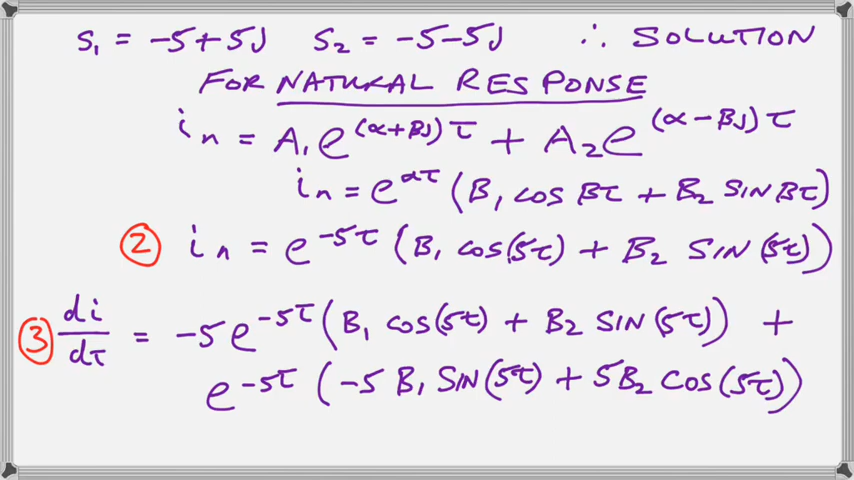 S₁ = -5+5J S₂ = -5-5J ∴ SOLUTION
FOR NATURAL RESPONSE
iₙ = A₁e^(α+βJ)τ + A₂e^(α-βJ)τ
iₙ = e^ατ (B₁ cos βτ + B₂ SIN βτ)
② iₙ = e^-5τ (B₁ cos(5τ) + B₂ SIN(5τ))
③ di/dτ = -5e^-5τ (B₁ cos(5τ) + B₂ SIN(5τ)) +
e^-5τ (-5 B₁ SIN(5τ) + 5B₂ Cos(5τ))